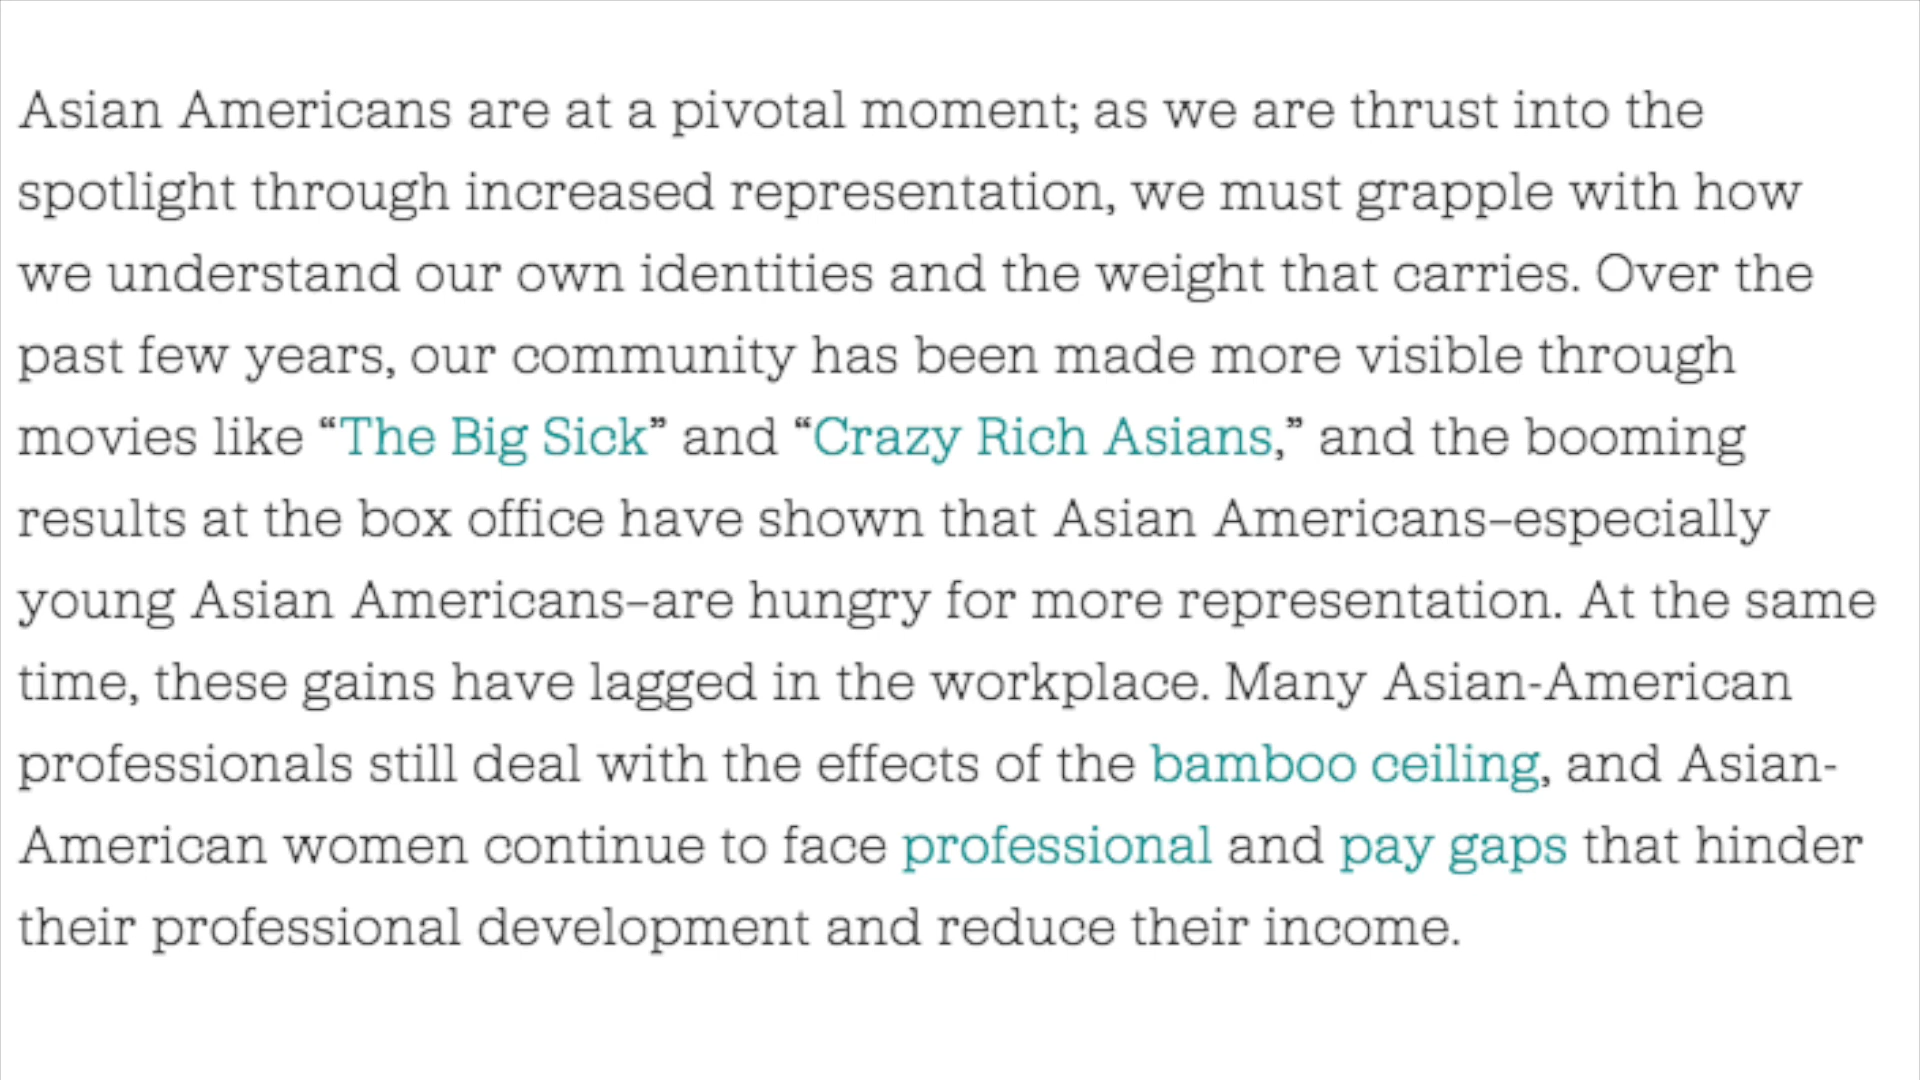 Asian Americans are at a pivotal moment; as we are thrust into the
spotlight through increased representation, we must grapple with how
we understand our own identities and the weight that carries. Over the
past few years, our community has been made more visible through
movies like “The Big Sick” and “Crazy Rich Asians,” and the booming
results at the box office have shown that Asian Americans–especially
young Asian Americans–are hungry for more representation. At the same
time, these gains have lagged in the workplace. Many Asian-American
professionals still deal with the effects of the bamboo ceiling, and Asian-
American women continue to face professional and pay gaps that hinder
their professional development and reduce their income.